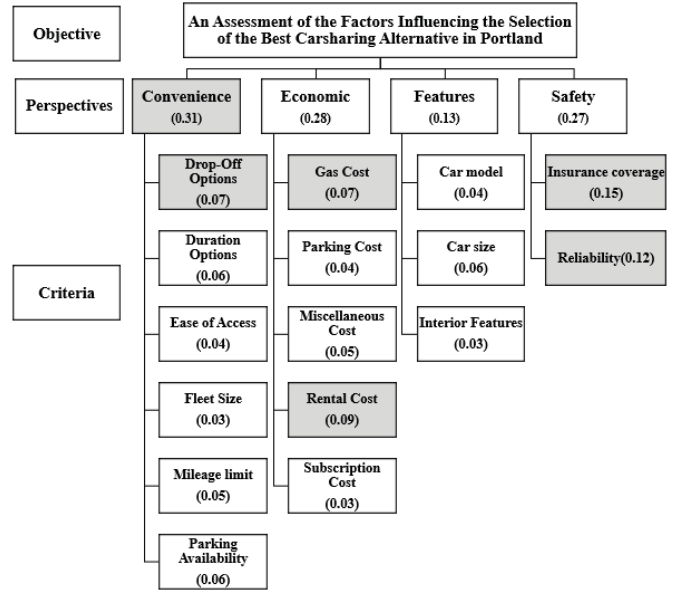 Objective
An Assessment of the Factors Influencing the Selection
of the Best Carsharing Alternative in Portland
Perspectives
Convenience
(0.31)
Economic
(0.28)
Features
(0.13)
Safety
(0.27)
Criteria
Drop-Off
Options
(0.07)
Duration
Options
(0.06)
Ease of Access
(0.04)
Fleet Size
(0.03)
Mileage limit
(0.05)
Parking
Availability
(0.06)
Gas Cost
(0.07)
Parking Cost
(0.04)
Miscellaneous
Cost
(0.05)
Rental Cost
(0.09)
Subscription
Cost
(0.03)
Car model
(0.04)
Car size
(0.06)
Interior Features
(0.03)
Insurance coverage
(0.15)
Reliability(0.12)